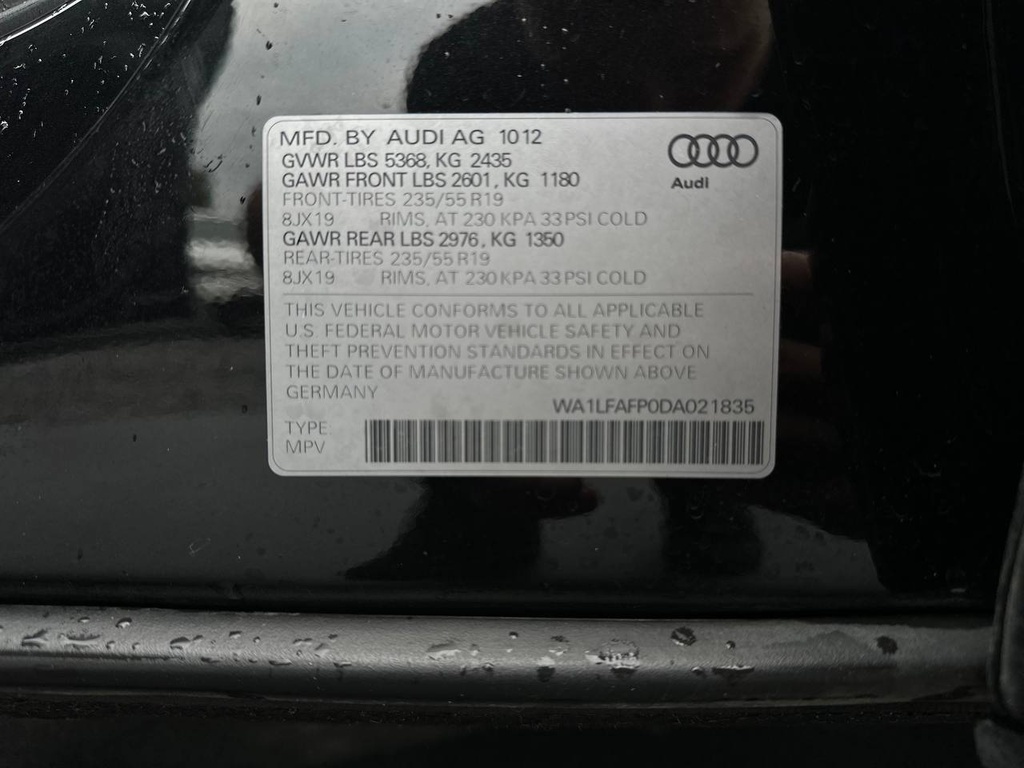 MFD. BY AUDI AG 1012
GVWR LBS 5368, KG 2435
GAWR FRONT LBS 2601, KG 1180
FRONT-TIRES 235/55 R19
8JX19 RIMS, AT 230 KPA 33 PSI COLD
GAWR REAR LBS 2976, KG 1350
REAR-TIRES 235/55 R19
8JX19 RIMS, AT 230 KPA 33 PSI COLD
Audi
THIS VEHICLE CONFORMS TO ALL APPLICABLE
U.S. FEDERAL MOTOR VEHICLE SAFETY AND
THEFT PREVENTION STANDARDS IN EFFECT ON
THE DATE OF MANUFACTURE SHOWN ABOVE
GERMANY
WA1LFAFP0DA021835
TYPE:
MPV